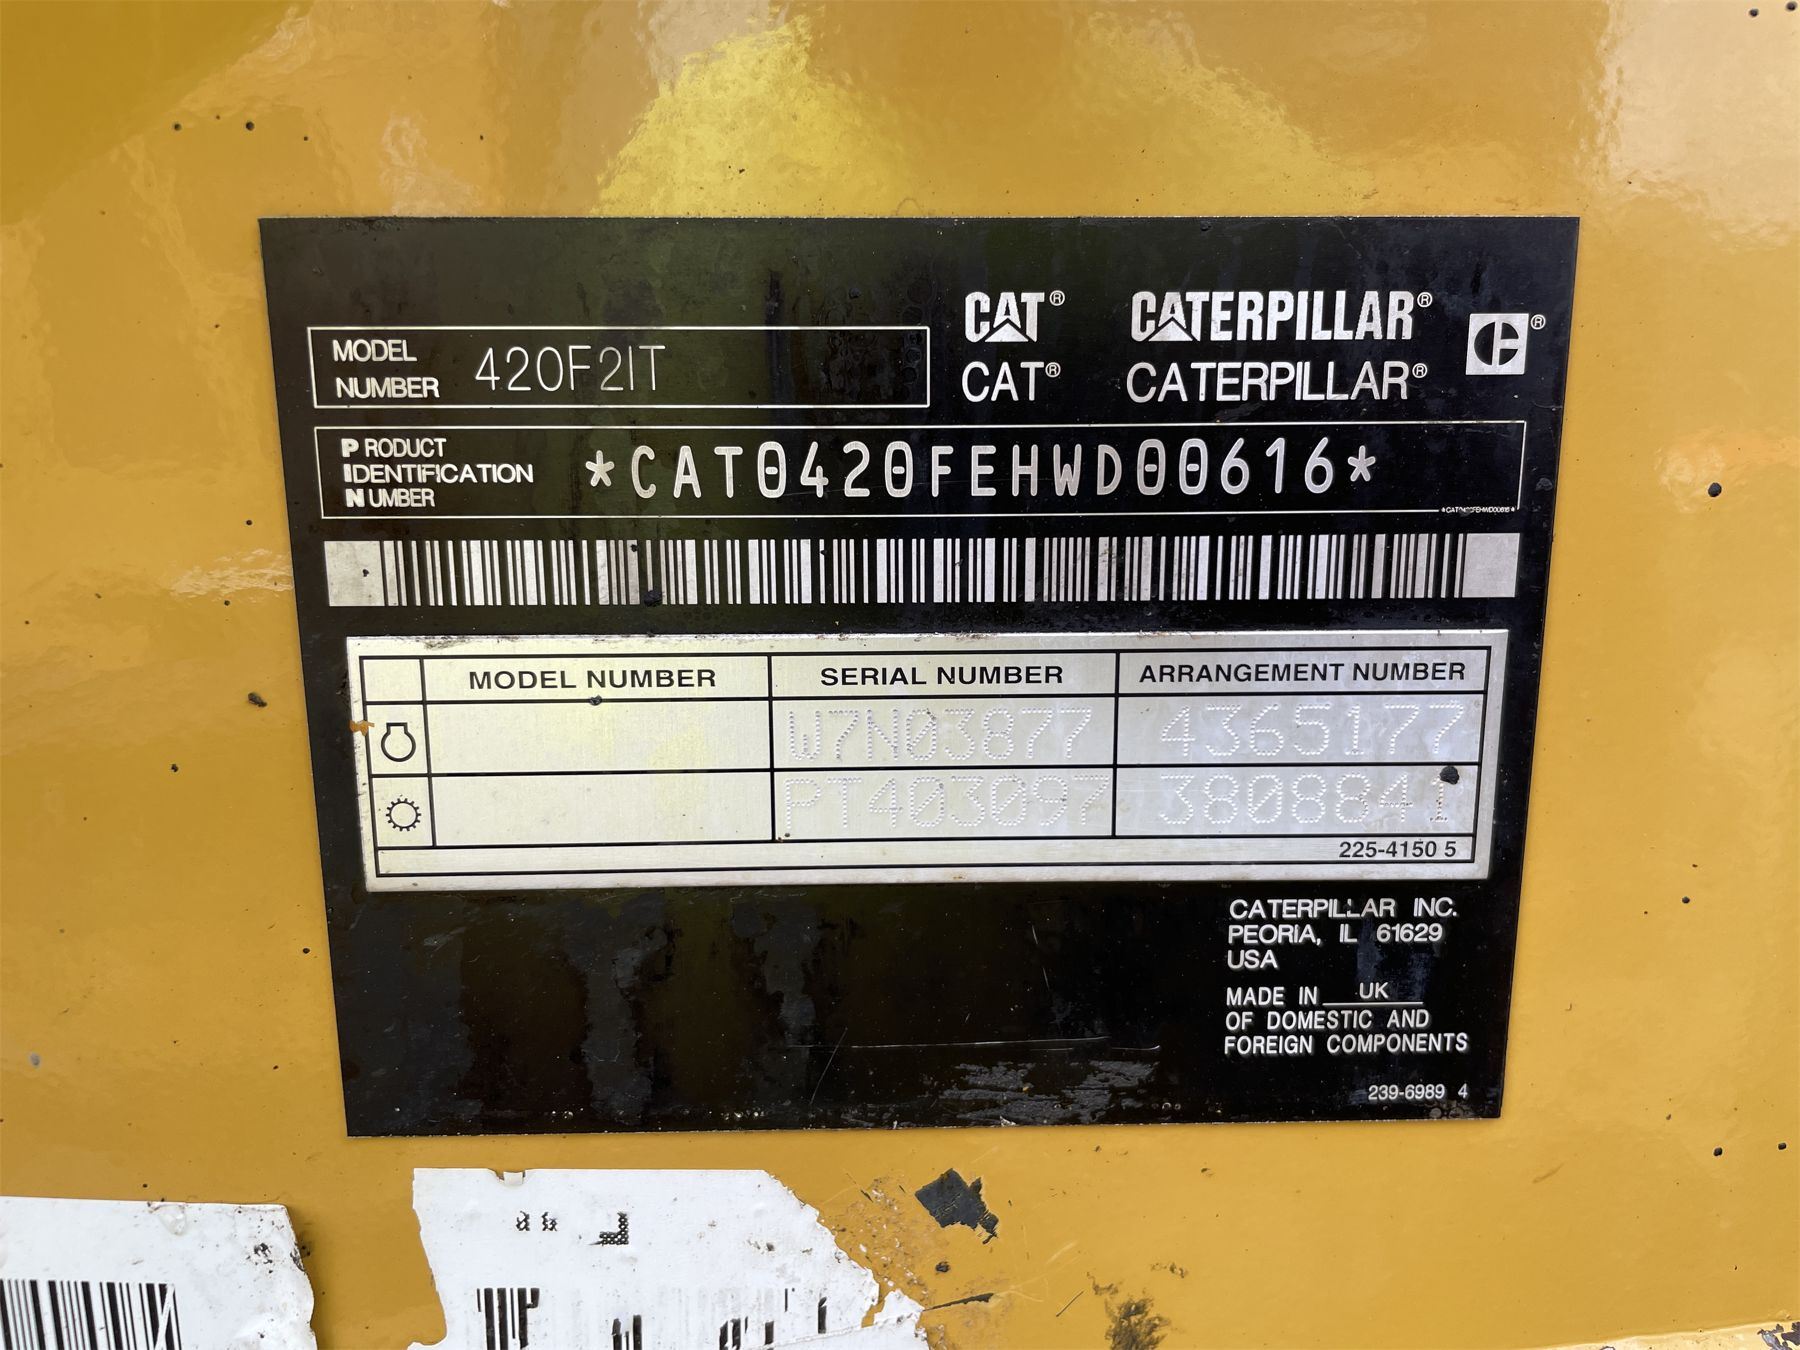 CAT® CATERPILLAR®
CAT® CATERPILLAR®
MODEL NUMBER 420F2IT
PRODUCT IDENTIFICATION NUMBER *CAT0420FEHWD00616*
*CAT0420FEHWD00616*
MODEL NUMBER SERIAL NUMBER ARRANGEMENT NUMBER
W7N03877 4365177
PT403097 3808841
225-4150 5
CATERPILLAR INC.
PEORIA, IL 61629
USA
MADE IN UK
OF DOMESTIC AND
FOREIGN COMPONENTS
239-6989 4